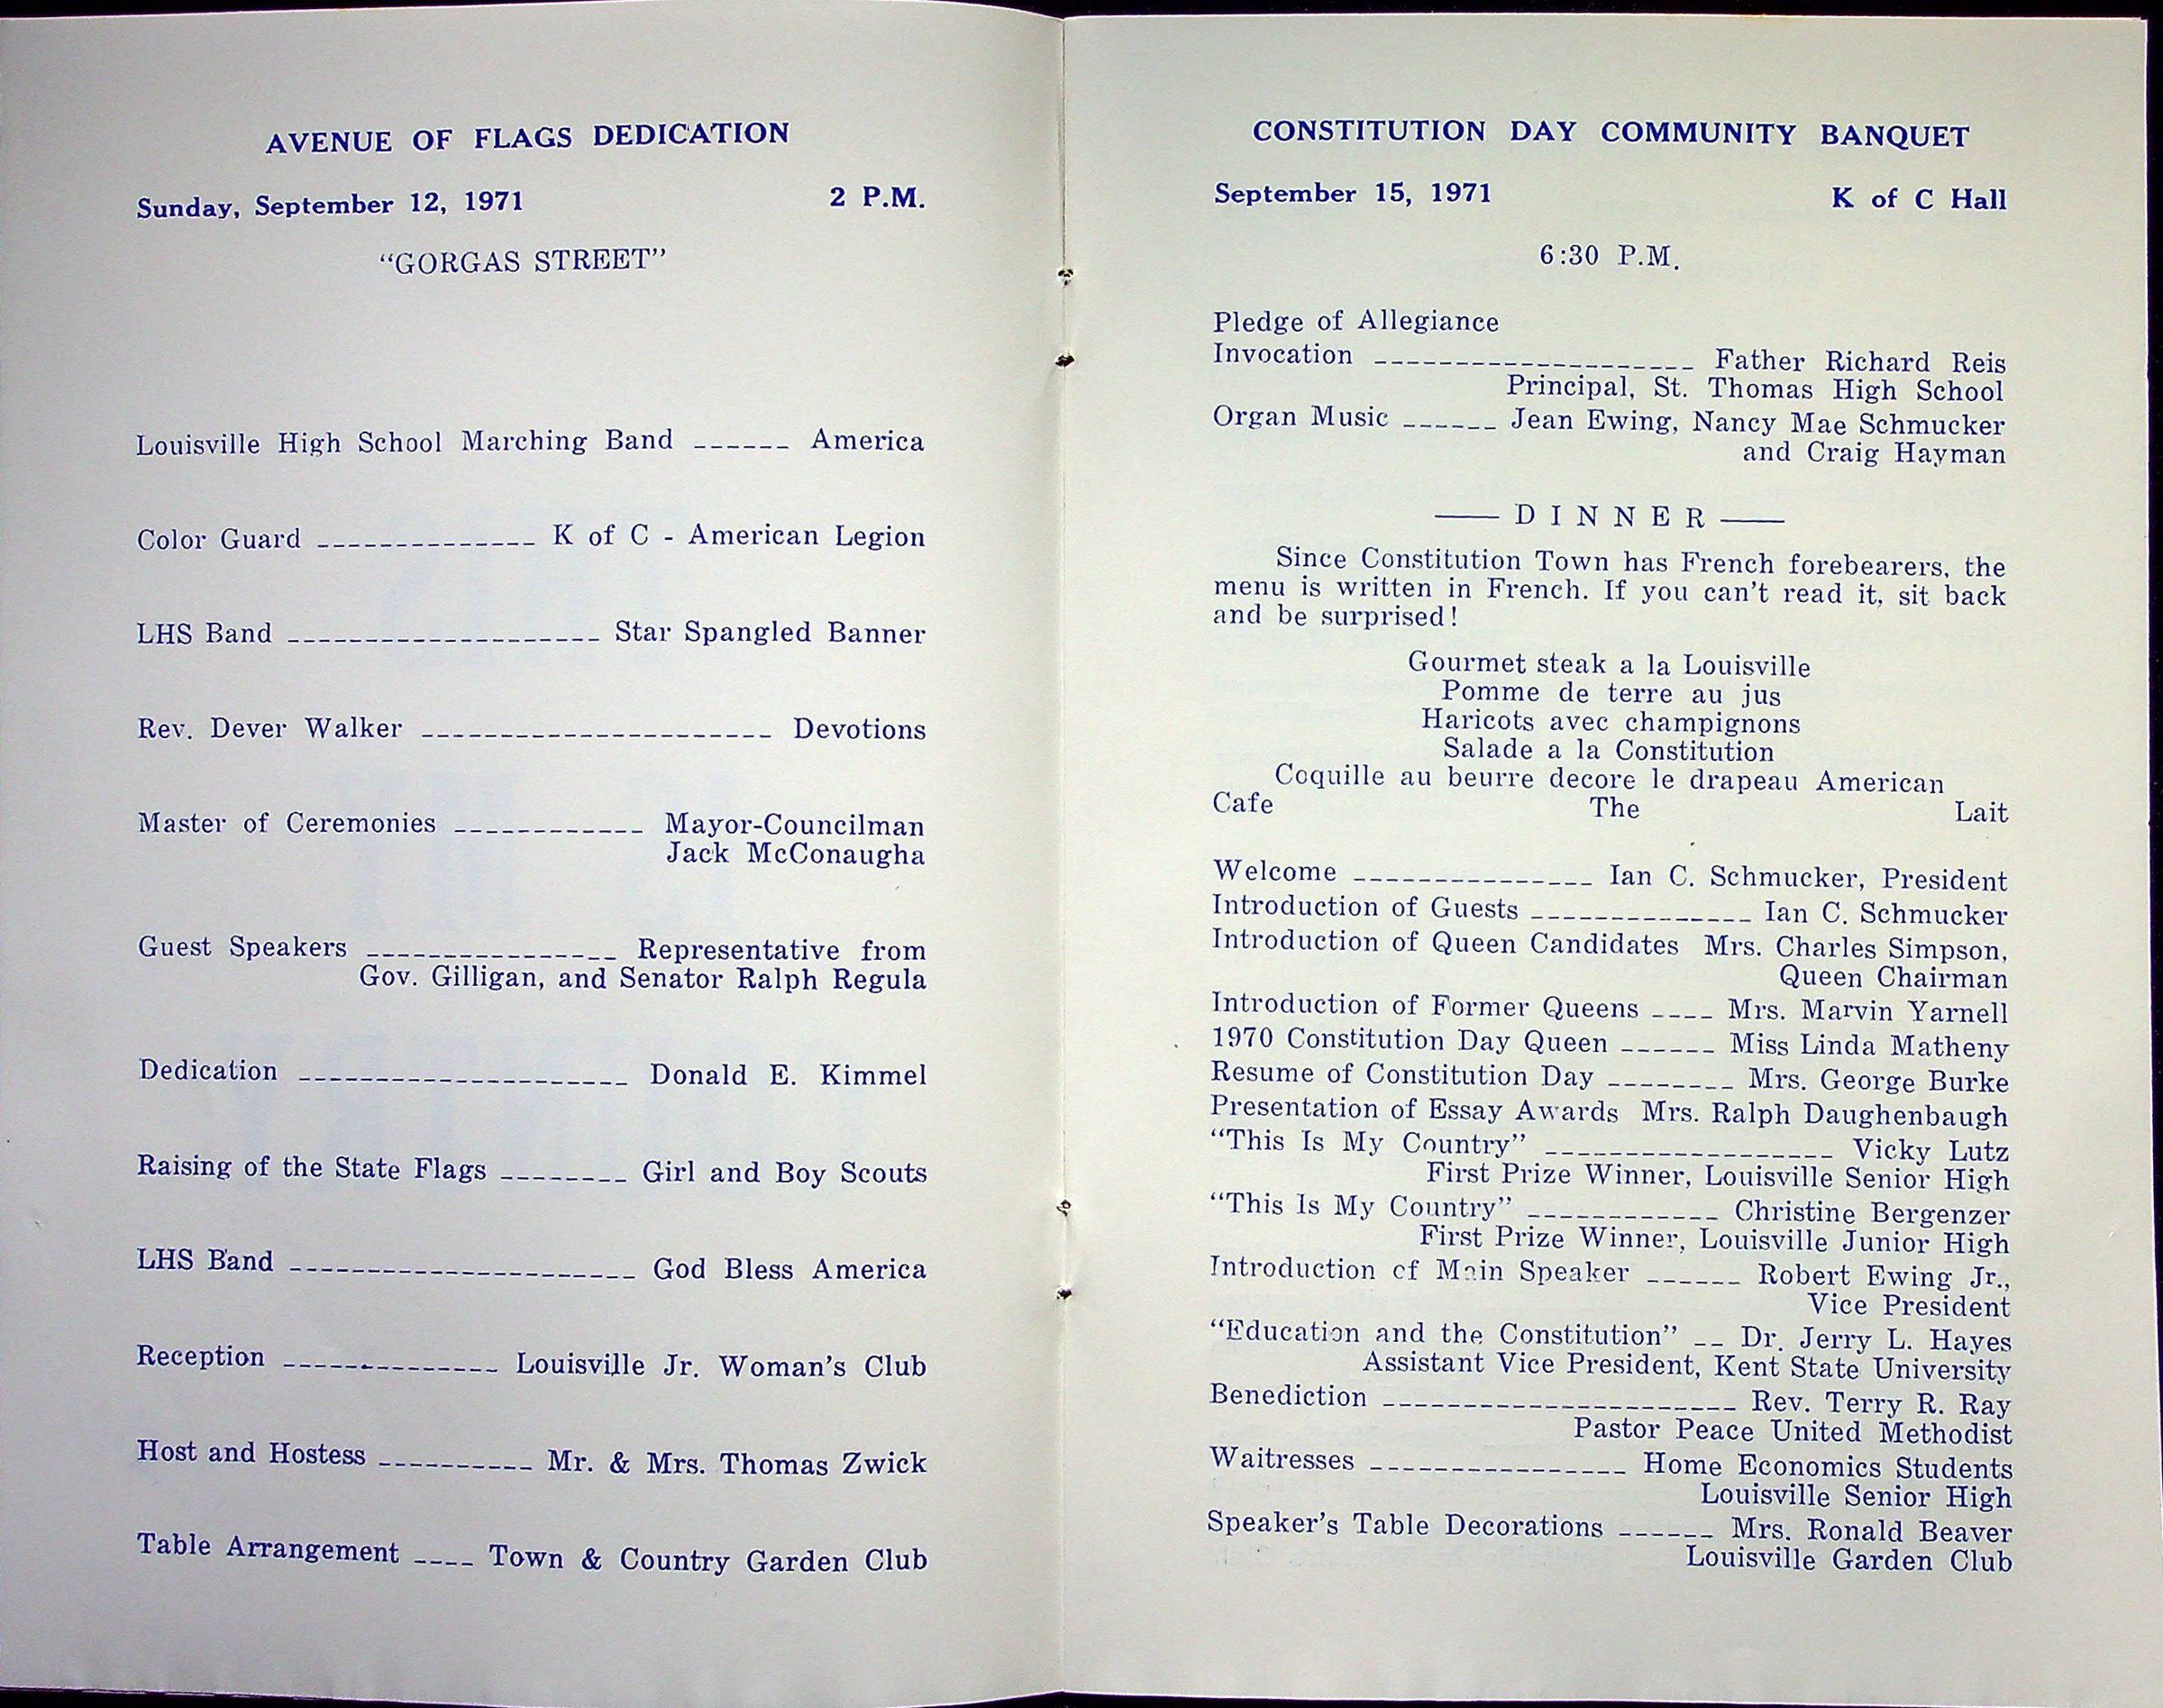 AVENUE OF FLAGS DEDICATION
Sunday, September 12, 1971 2 P.M.
“GORGAS STREET”
Louisville High School Marching Band ------ America
Color Guard -------------- K of C - American Legion
LHS Band -------------------- Star Spangled Banner
Rev. Dever Walker ---------------------- Devotions
Master of Ceremonies ------------ Mayor-Councilman
Jack McConaugha
Guest Speakers ---------------- Representative from
Gov. Gilligan, and Senator Ralph Regula
Dedication --------------------- Donald E. Kimmel
Raising of the State Flags -------- Girl and Boy Scouts
LHS Band ---------------------- God Bless America
Reception -------------- Louisville Jr. Woman's Club
Host and Hostess ---------- Mr. & Mrs. Thomas Zwick
Table Arrangement ---- Town & Country Garden Club
CONSTITUTION DAY COMMUNITY BANQUET
September 15, 1971 K of C Hall
6:30 P.M.
Pledge of Allegiance
Invocation -------------------- Father Richard Reis
Principal, St. Thomas High School
Organ Music ------ Jean Ewing, Nancy Mae Schmucker
and Craig Hayman
—— D I N N E R ——
Since Constitution Town has French forebearers, the
menu is written in French. If you can't read it, sit back
and be surprised!
Gourmet steak a la Louisville
Pomme de terre au jus
Haricots avec champignons
Salade a la Constitution
Coquille au beurre decore le drapeau American
Cafe The Lait
Welcome --------------- Ian C. Schmucker, President
Introduction of Guests -------------- Ian C. Schmucker
Introduction of Queen Candidates Mrs. Charles Simpson,
Queen Chairman
Introduction of Former Queens ---- Mrs. Marvin Yarnell
1970 Constitution Day Queen ------ Miss Linda Matheny
Resume of Constitution Day -------- Mrs. George Burke
Presentation of Essay Awards Mrs. Ralph Daughenbaugh
“This Is My Country” ------------------ Vicky Lutz
First Prize Winner, Louisville Senior High
“This Is My Country” ------------ Christine Bergenzer
First Prize Winner, Louisville Junior High
Introduction of Main Speaker ------ Robert Ewing Jr.,
Vice President
“Education and the Constitution” -- Dr. Jerry L. Hayes
Assistant Vice President, Kent State University
Benediction ---------------------- Rev. Terry R. Ray
Pastor Peace United Methodist
Waitresses ---------------- Home Economics Students
Louisville Senior High
Speaker's Table Decorations ------ Mrs. Ronald Beaver
Louisville Garden Club